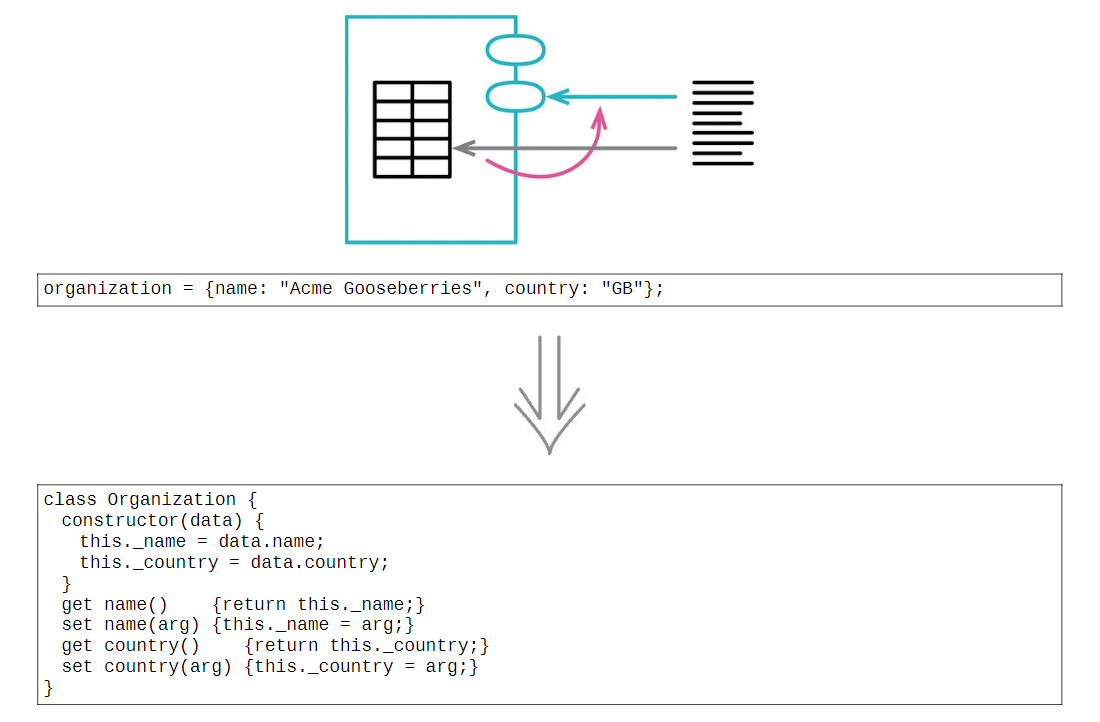 organization = {name: "Acme Gooseberries", country: "GB"};
class Organization {
  constructor(data) {
    this._name = data.name;
    this._country = data.country;
  }
  get name()    {return this._name;}
  set name(arg) {this._name = arg;}
  get country()    {return this._country;}
  set country(arg) {this._country = arg;}
}